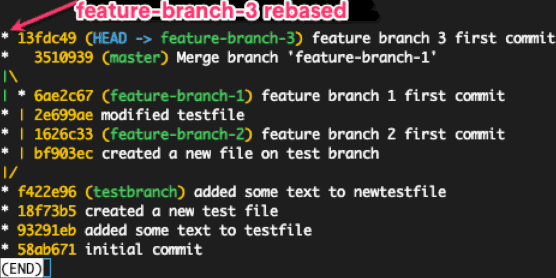 feature-branch-3 rebased
* 13fdc49 (HEAD -> feature-branch-3) feature branch 3 first commit
*   3510939 (master) Merge branch 'feature-branch-1'
|\
| * 6ae2c67 (feature-branch-1) feature branch 1 first commit
* | 2e699ae modified testfile
* | 1626c33 (feature-branch-2) feature branch 2 first commit
* | bf903ec created a new file on test branch
|/
* f422e96 (testbranch) added some text to newtestfile
* 18f73b5 created a new test file
* 93291eb added some text to testfile
* 58ab671 initial commit
(END)